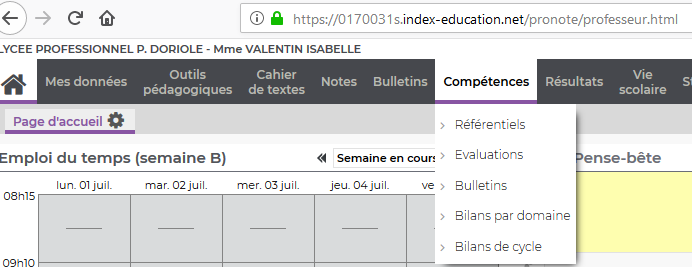 https://0170031s.index-education.net/pronote/professeur.html
LYCEE PROFESSIONNEL P. DORIOLE - Mme VALENTIN ISABELLE
Mes données
Outils pédagogiques
Cahier de textes
Notes
Bulletins
Compétences
Résultats
Vie scolaire
Page d'accueil
Référentiels
Evaluations
Bulletins
Bilans par domaine
Bilans de cycle
Emploi du temps (semaine B)
Semaine en cours
Pense-bête
lun. 01 juil.
mar. 02 juil.
mer. 03 juil.
jeu. 04 juil.
ve
08h15
09h10